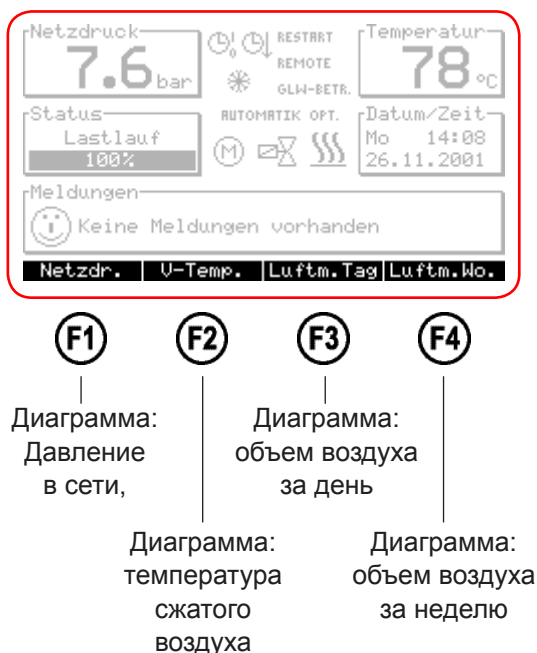 Netzdruck
7.6 bar
RESTART
REMOTE
GLW-BETR.
Temperatur
78 °C
Status
Lastlauf
100%
AUTOMATIK OPT.
M
Datum/Zeit
Mo 14:08
26.11.2001
Meldungen
i Keine Meldungen vorhanden
Netzdr. V-Temp. Luftm.Tag Luftm.Wo.
F1 F2 F3 F4
Диаграмма:
Давление
в сети,
Диаграмма:
объем воздуха
за день
Диаграмма:
температура
сжатого
воздуха
Диаграмма:
объем воздуха
за неделю